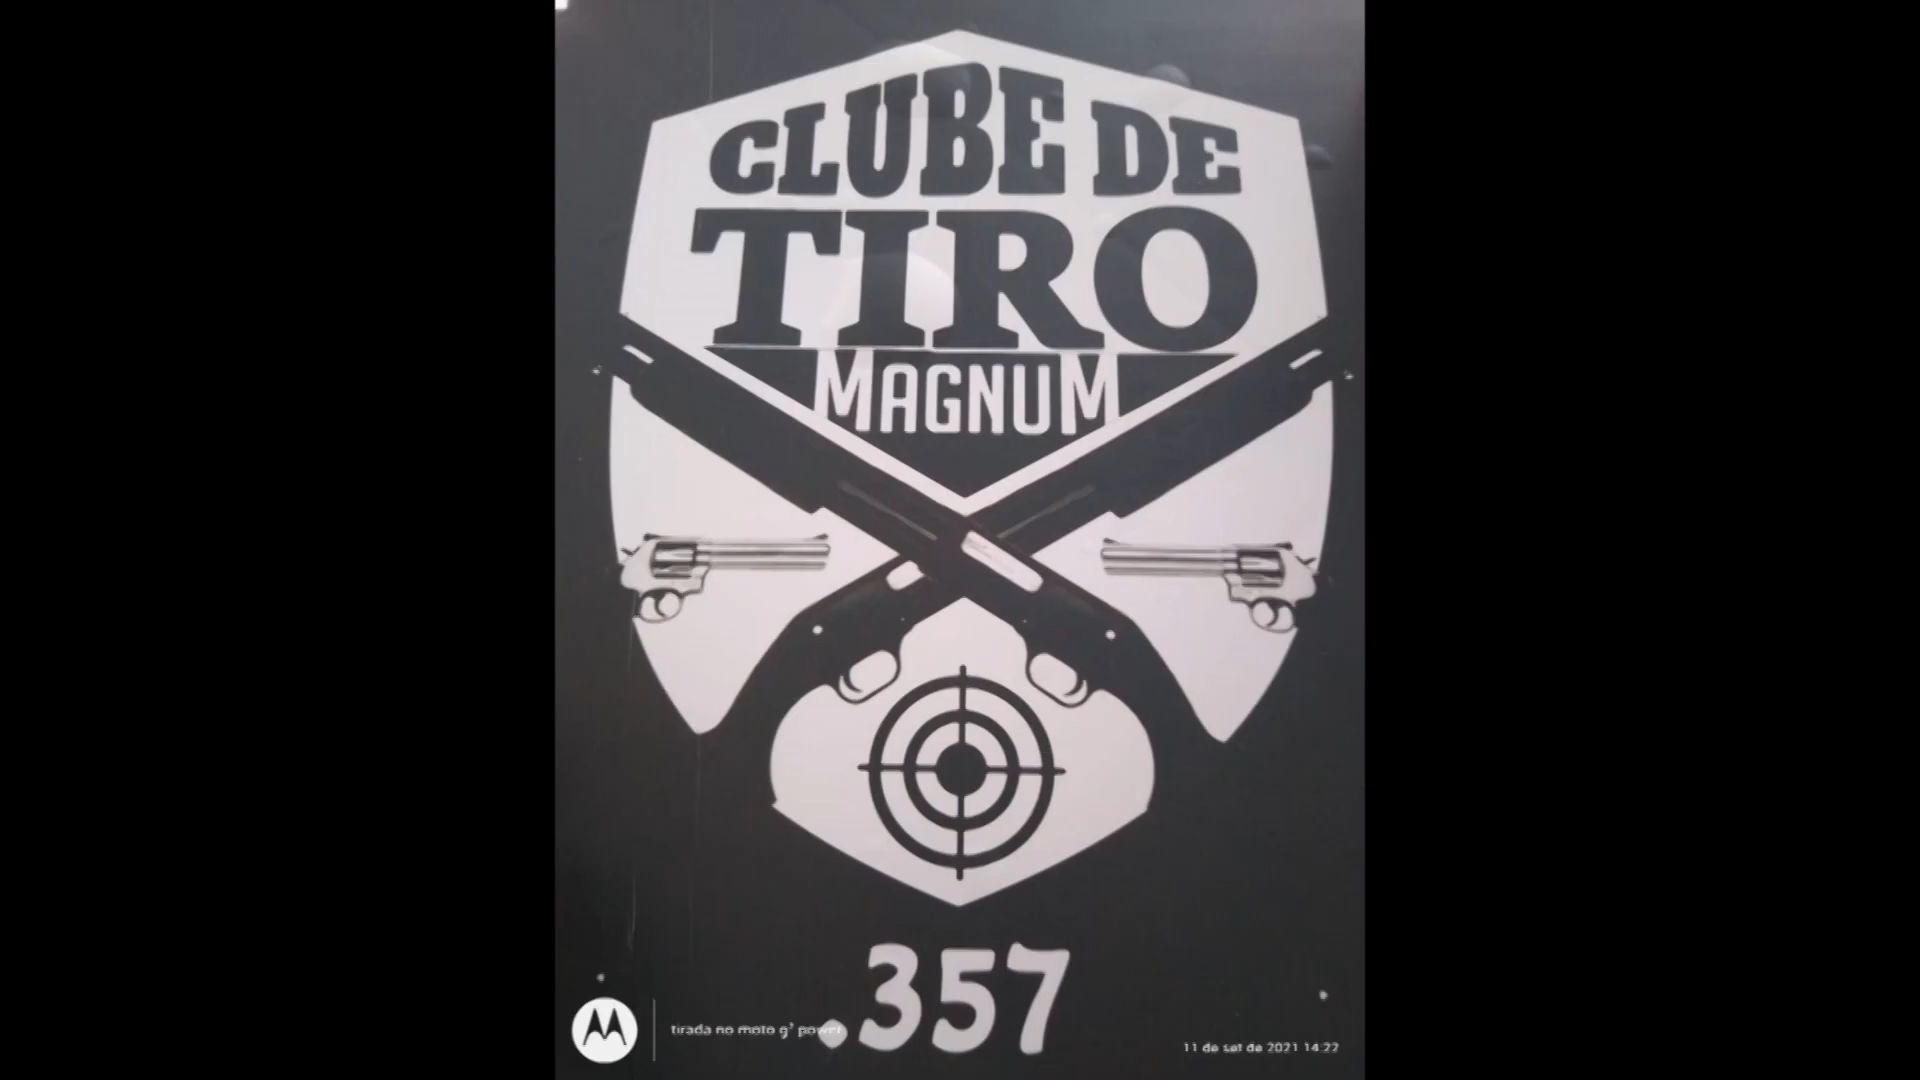 CLUBE DE
TIRO
MAGNUM
.357
tirada no moto g⁹ power
11 de set de 2021 14:22